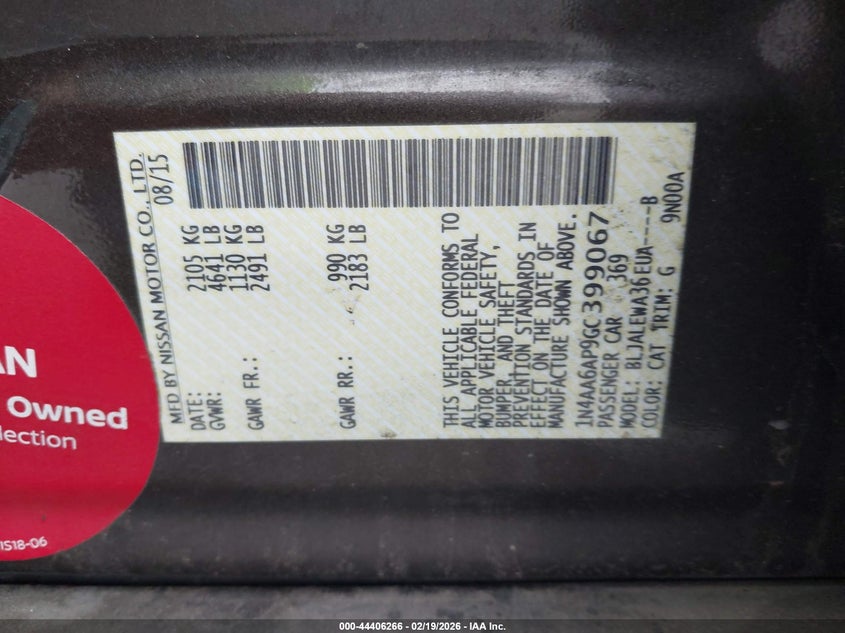 MFD BY NISSAN MOTOR CO., LTD.
DATE: 08/15
GVWR: 2105 KG
4641 LB
GAWR FR.: 1130 KG
2491 LB
GAWR RR.: 990 KG
2183 LB
THIS VEHICLE CONFORMS TO
ALL APPLICABLE FEDERAL
MOTOR VEHICLE SAFETY,
BUMPER, AND THEFT
PREVENTION STANDARDS IN
EFFECT ON THE DATE OF
MANUFACTURE SHOWN ABOVE.
1N4AA6AP9GC399067
PASSENGER CAR 369
MODEL: BLJALEWA36EUA----B
COLOR: CAT TRIM: G 9N00A
AN
Owned
lection
IS18-06
000-44406266 - 02/19/2026 - IAA Inc.